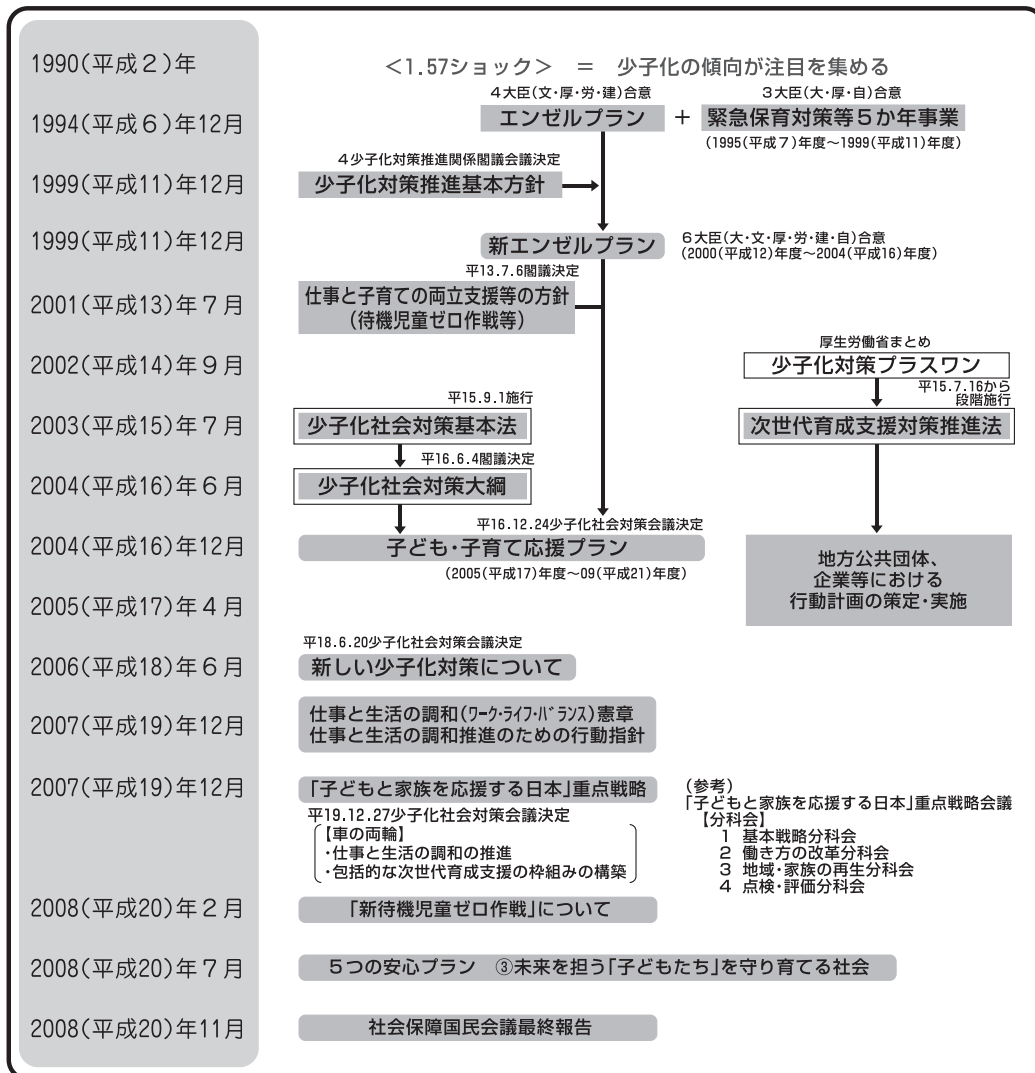 1990(平成2)年
<1.57ショック> = 少子化の傾向が注目を集める
4大臣(文・厚・労・建)合意
3大臣(大・厚・自)合意
1994(平成6)年12月
エンゼルプラン + 緊急保育対策等5か年事業
(1995(平成7)年度~1999(平成11)年度)
4少子化対策推進関係閣議会議決定
1999(平成11)年12月
少子化対策推進基本方針
1999(平成11)年12月
新エンゼルプラン
6大臣(大・文・厚・労・建・自)合意
(2000(平成12)年度~2004(平成16)年度)
平13.7.6閣議決定
2001(平成13)年7月
仕事と子育ての両立支援等の方針
(待機児童ゼロ作戦等)
2002(平成14)年9月
厚生労働省まとめ
少子化対策プラスワン
平15.7.16から
段階施行
平15.9.1施行
2003(平成15)年7月
少子化社会対策基本法
次世代育成支援対策推進法
平16.6.4閣議決定
2004(平成16)年6月
少子化社会対策大綱
平16.12.24少子化社会対策会議決定
2004(平成16)年12月
子ども・子育て応援プラン
(2005(平成17)年度~09(平成21)年度)
地方公共団体、
企業等における
行動計画の策定・実施
2005(平成17)年4月
平18.6.20少子化社会対策会議決定
2006(平成18)年6月
新しい少子化対策について
2007(平成19)年12月
仕事と生活の調和(ワーク・ライフ・バランス)憲章
仕事と生活の調和推進のための行動指針
2007(平成19)年12月
「子どもと家族を応援する日本」重点戦略
平19.12.27少子化社会対策会議決定
【車の両輪】
・仕事と生活の調和の推進
・包括的な次世代育成支援の枠組みの構築
(参考)
「子どもと家族を応援する日本」重点戦略会議
【分科会】
1 基本戦略分科会
2 働き方の改革分科会
3 地域・家族の再生分科会
4 点検・評価分科会
2008(平成20)年2月
「新待機児童ゼロ作戦」について
2008(平成20)年7月
5つの安心プラン ③未来を担う「子どもたち」を守り育てる社会
2008(平成20)年11月
社会保障国民会議最終報告